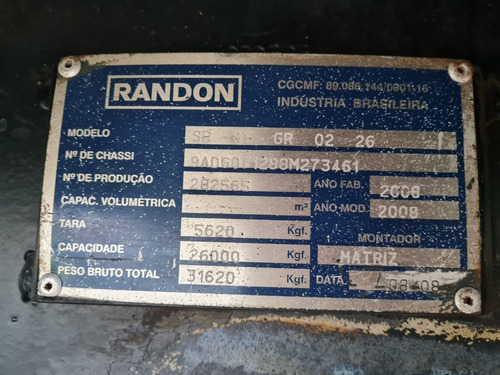 RANDON
CGCMF: 89.086.144/0001-16
INDÚSTRIA BRASILEIRA
MODELO SR GR 02 26
Nº DE CHASSI
Nº DE PRODUÇÃO 282565 ANO FAB. 2008
CAPAC. VOLUMÉTRICA m³ ANO MOD. 2008
TARA 5620 Kgf. MONTADOR
CAPACIDADE 26000 Kgf. MATRIZ
PESO BRUTO TOTAL 31620 Kgf. DATA 08/08